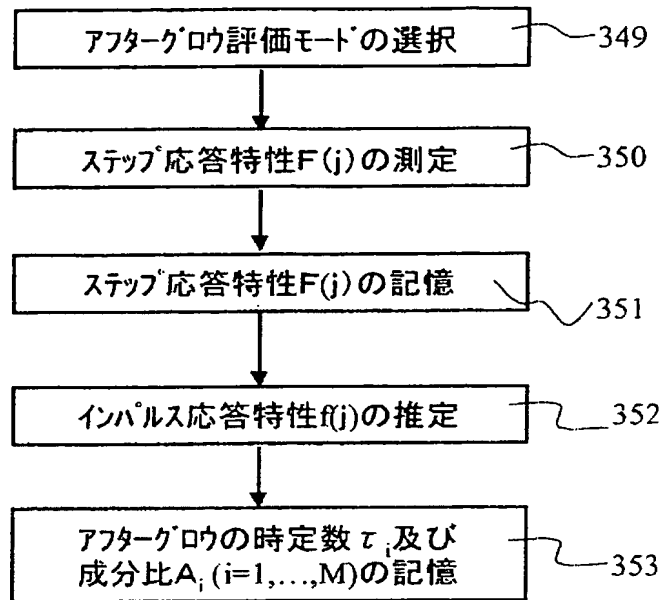 アフターグロウ評価モードの選択 349
ステップ応答特性F(j)の測定 350
ステップ応答特性F(j)の記憶 351
インパルス応答特性f(j)の推定 352
アフターグロウの時定数τi及び
成分比Ai(i=1,...,M)の記憶 353